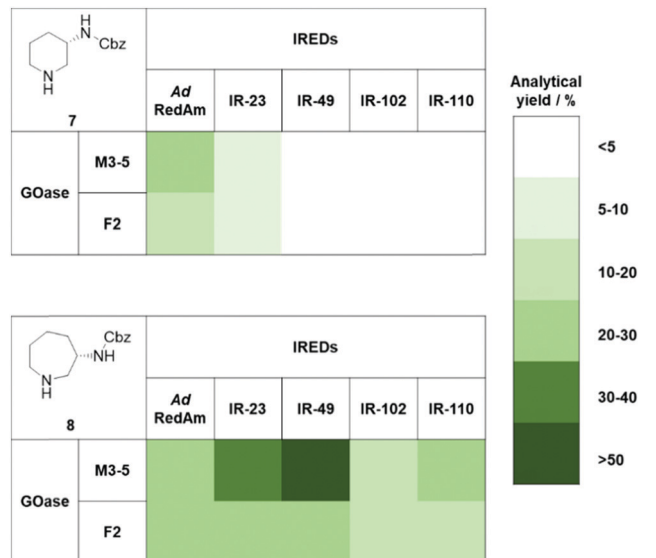 H
N
Cbz
N
H
7
IREDs
Ad
RedAm
IR-23
IR-49
IR-102
IR-110
GOase
M3-5
F2
Cbz
NH
N
H
8
IREDs
Ad
RedAm
IR-23
IR-49
IR-102
IR-110
GOase
M3-5
F2
Analytical
yield / %
<5
5-10
10-20
20-30
30-40
>50